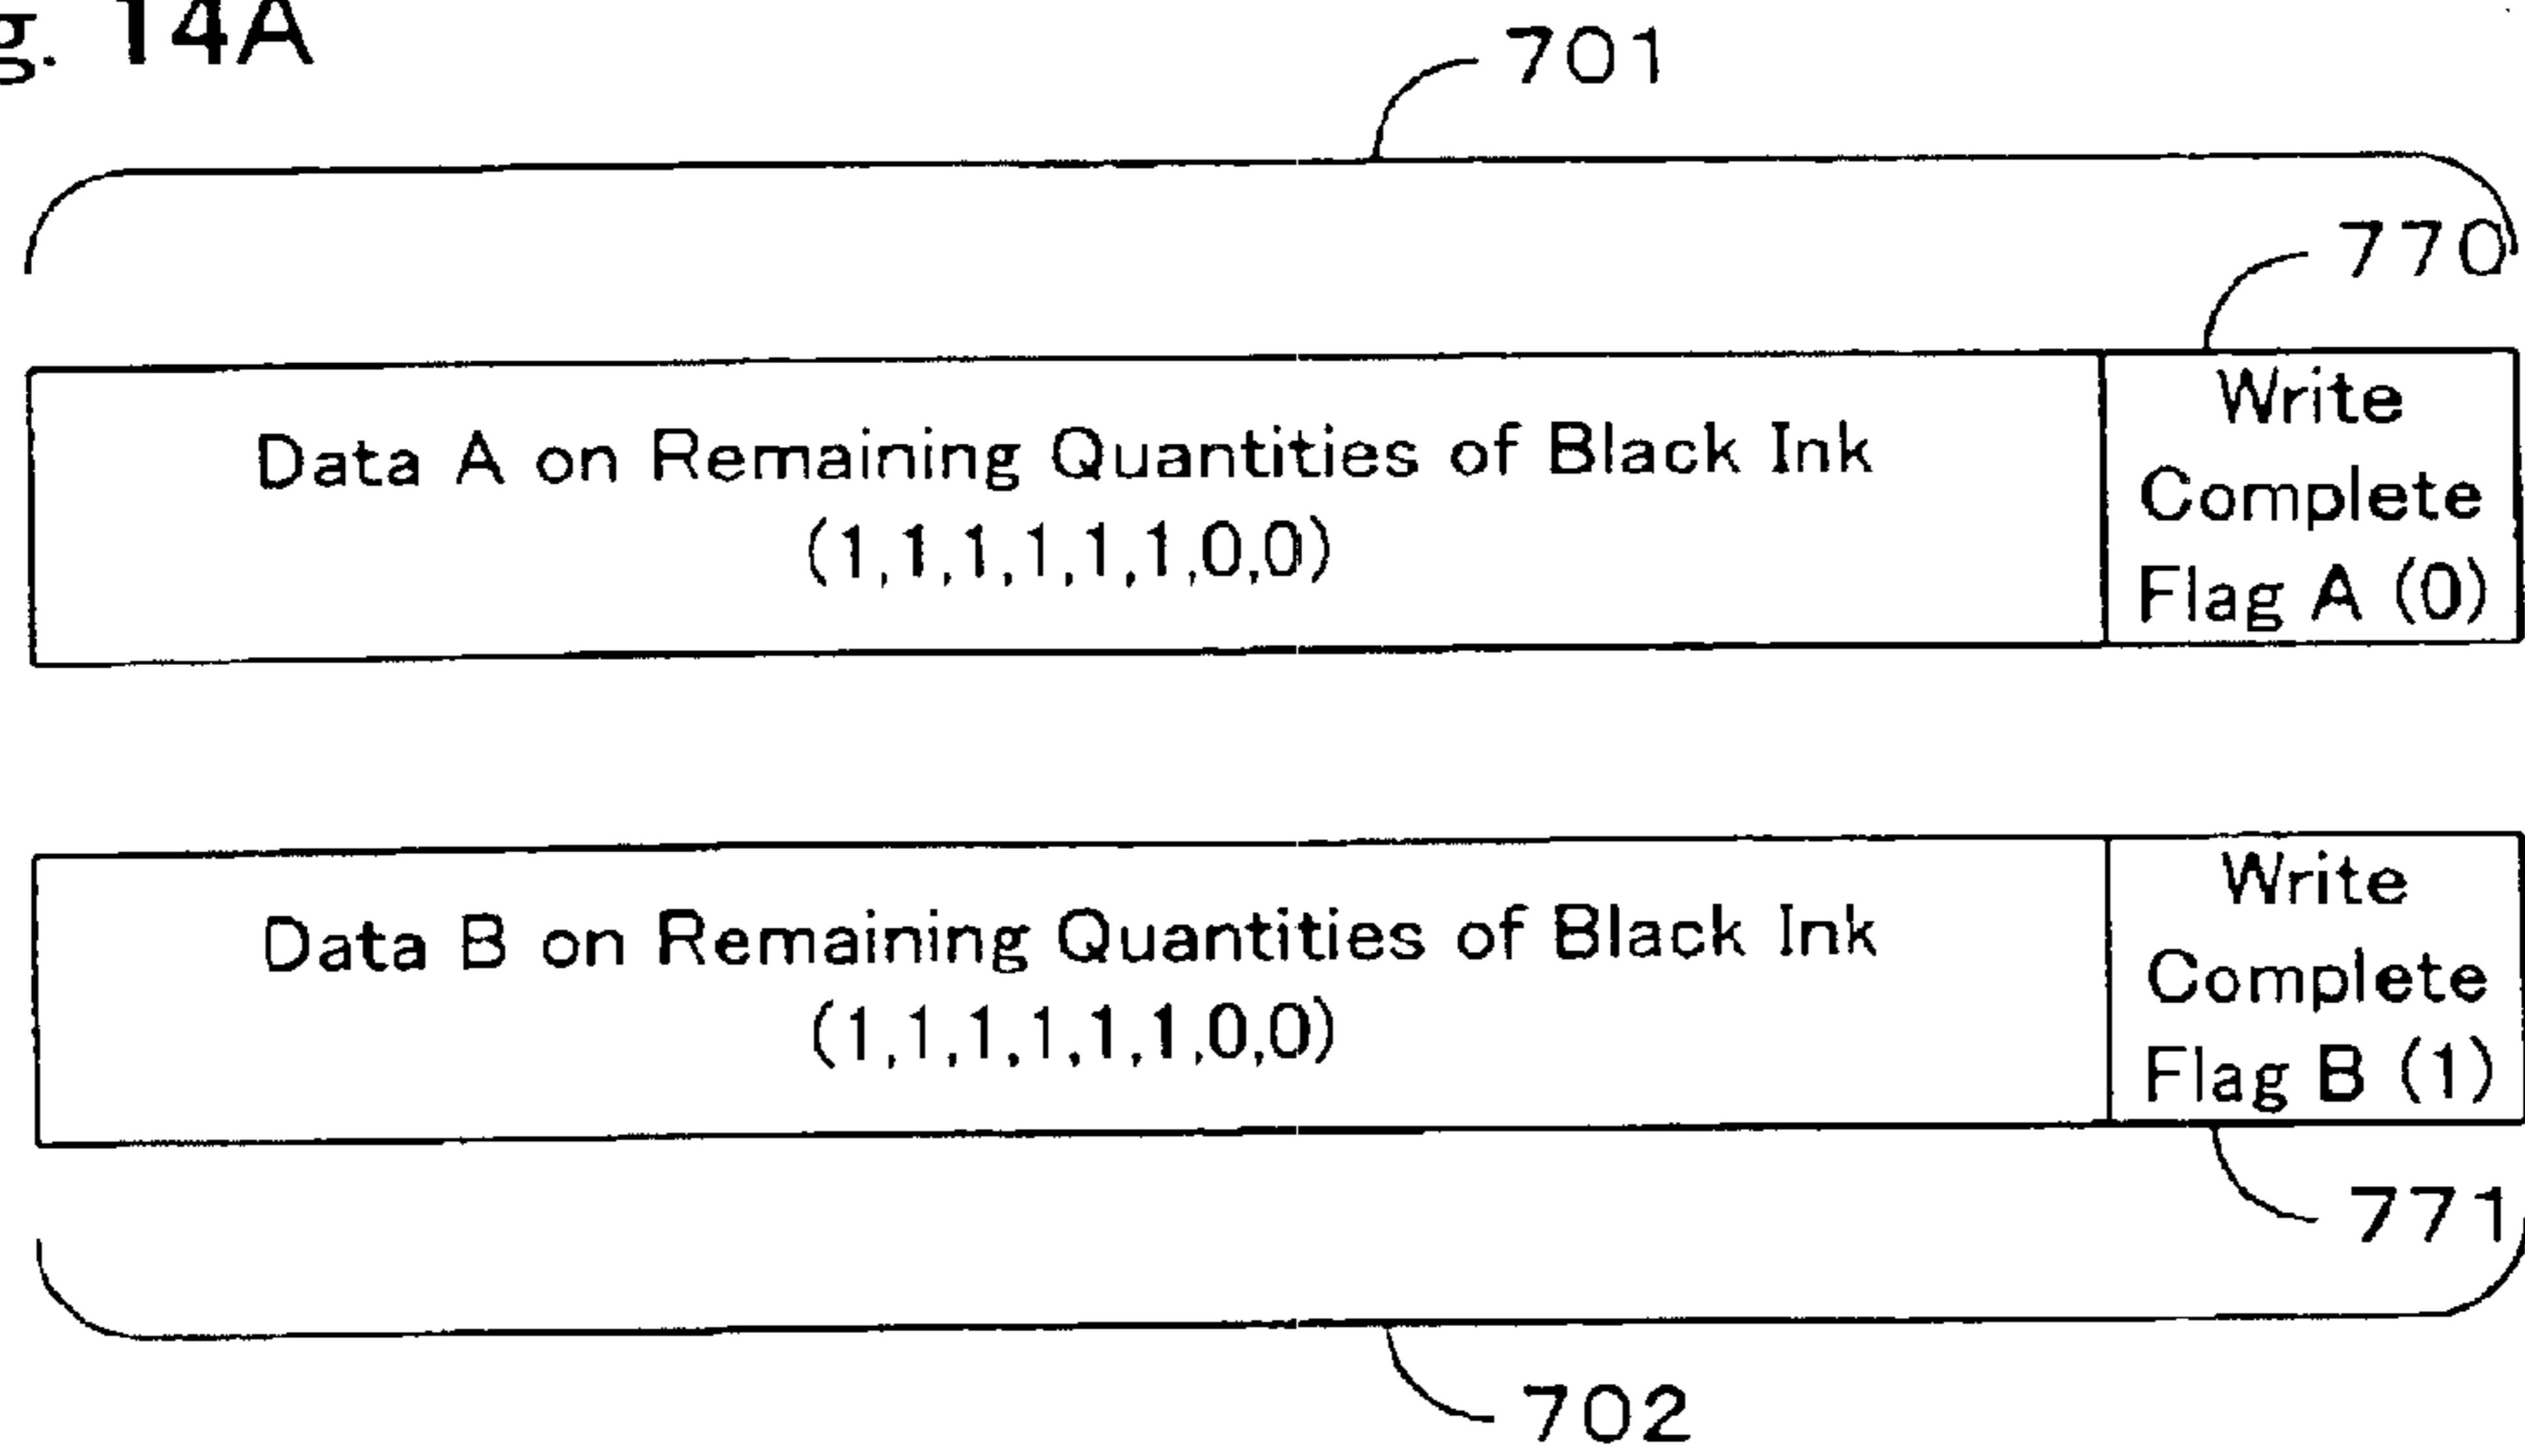 g. 14A
701
770
Data A on Remaining Quantities of Black Ink
(1,1,1,1,1,1,0,0)
Write
Complete
Flag A (0)
Data B on Remaining Quantities of Black Ink
(1,1,1,1,1,1,0,0)
Write
Complete
Flag B (1)
771
702